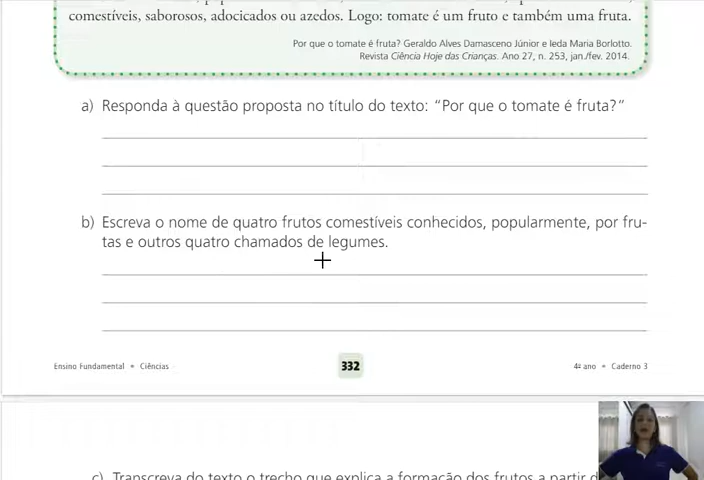 comestíveis, saborosos, adocicados ou azedos. Logo: tomate é um fruto e também uma fruta.
Por que o tomate é fruta? Geraldo Alves Damasceno Júnior e Ieda Maria Borlotto.
Revista Ciência Hoje das Crianças. Ano 27, n. 253, jan./fev. 2014.
a) Responda à questão proposta no título do texto: “Por que o tomate é fruta?”
b) Escreva o nome de quatro frutos comestíveis conhecidos, popularmente, por fru-
tas e outros quatro chamados de legumes.
Ensino Fundamental • Ciências 332 4º ano • Caderno 3
c) Transcreva do texto o trecho que explica a formação dos frutos a partir